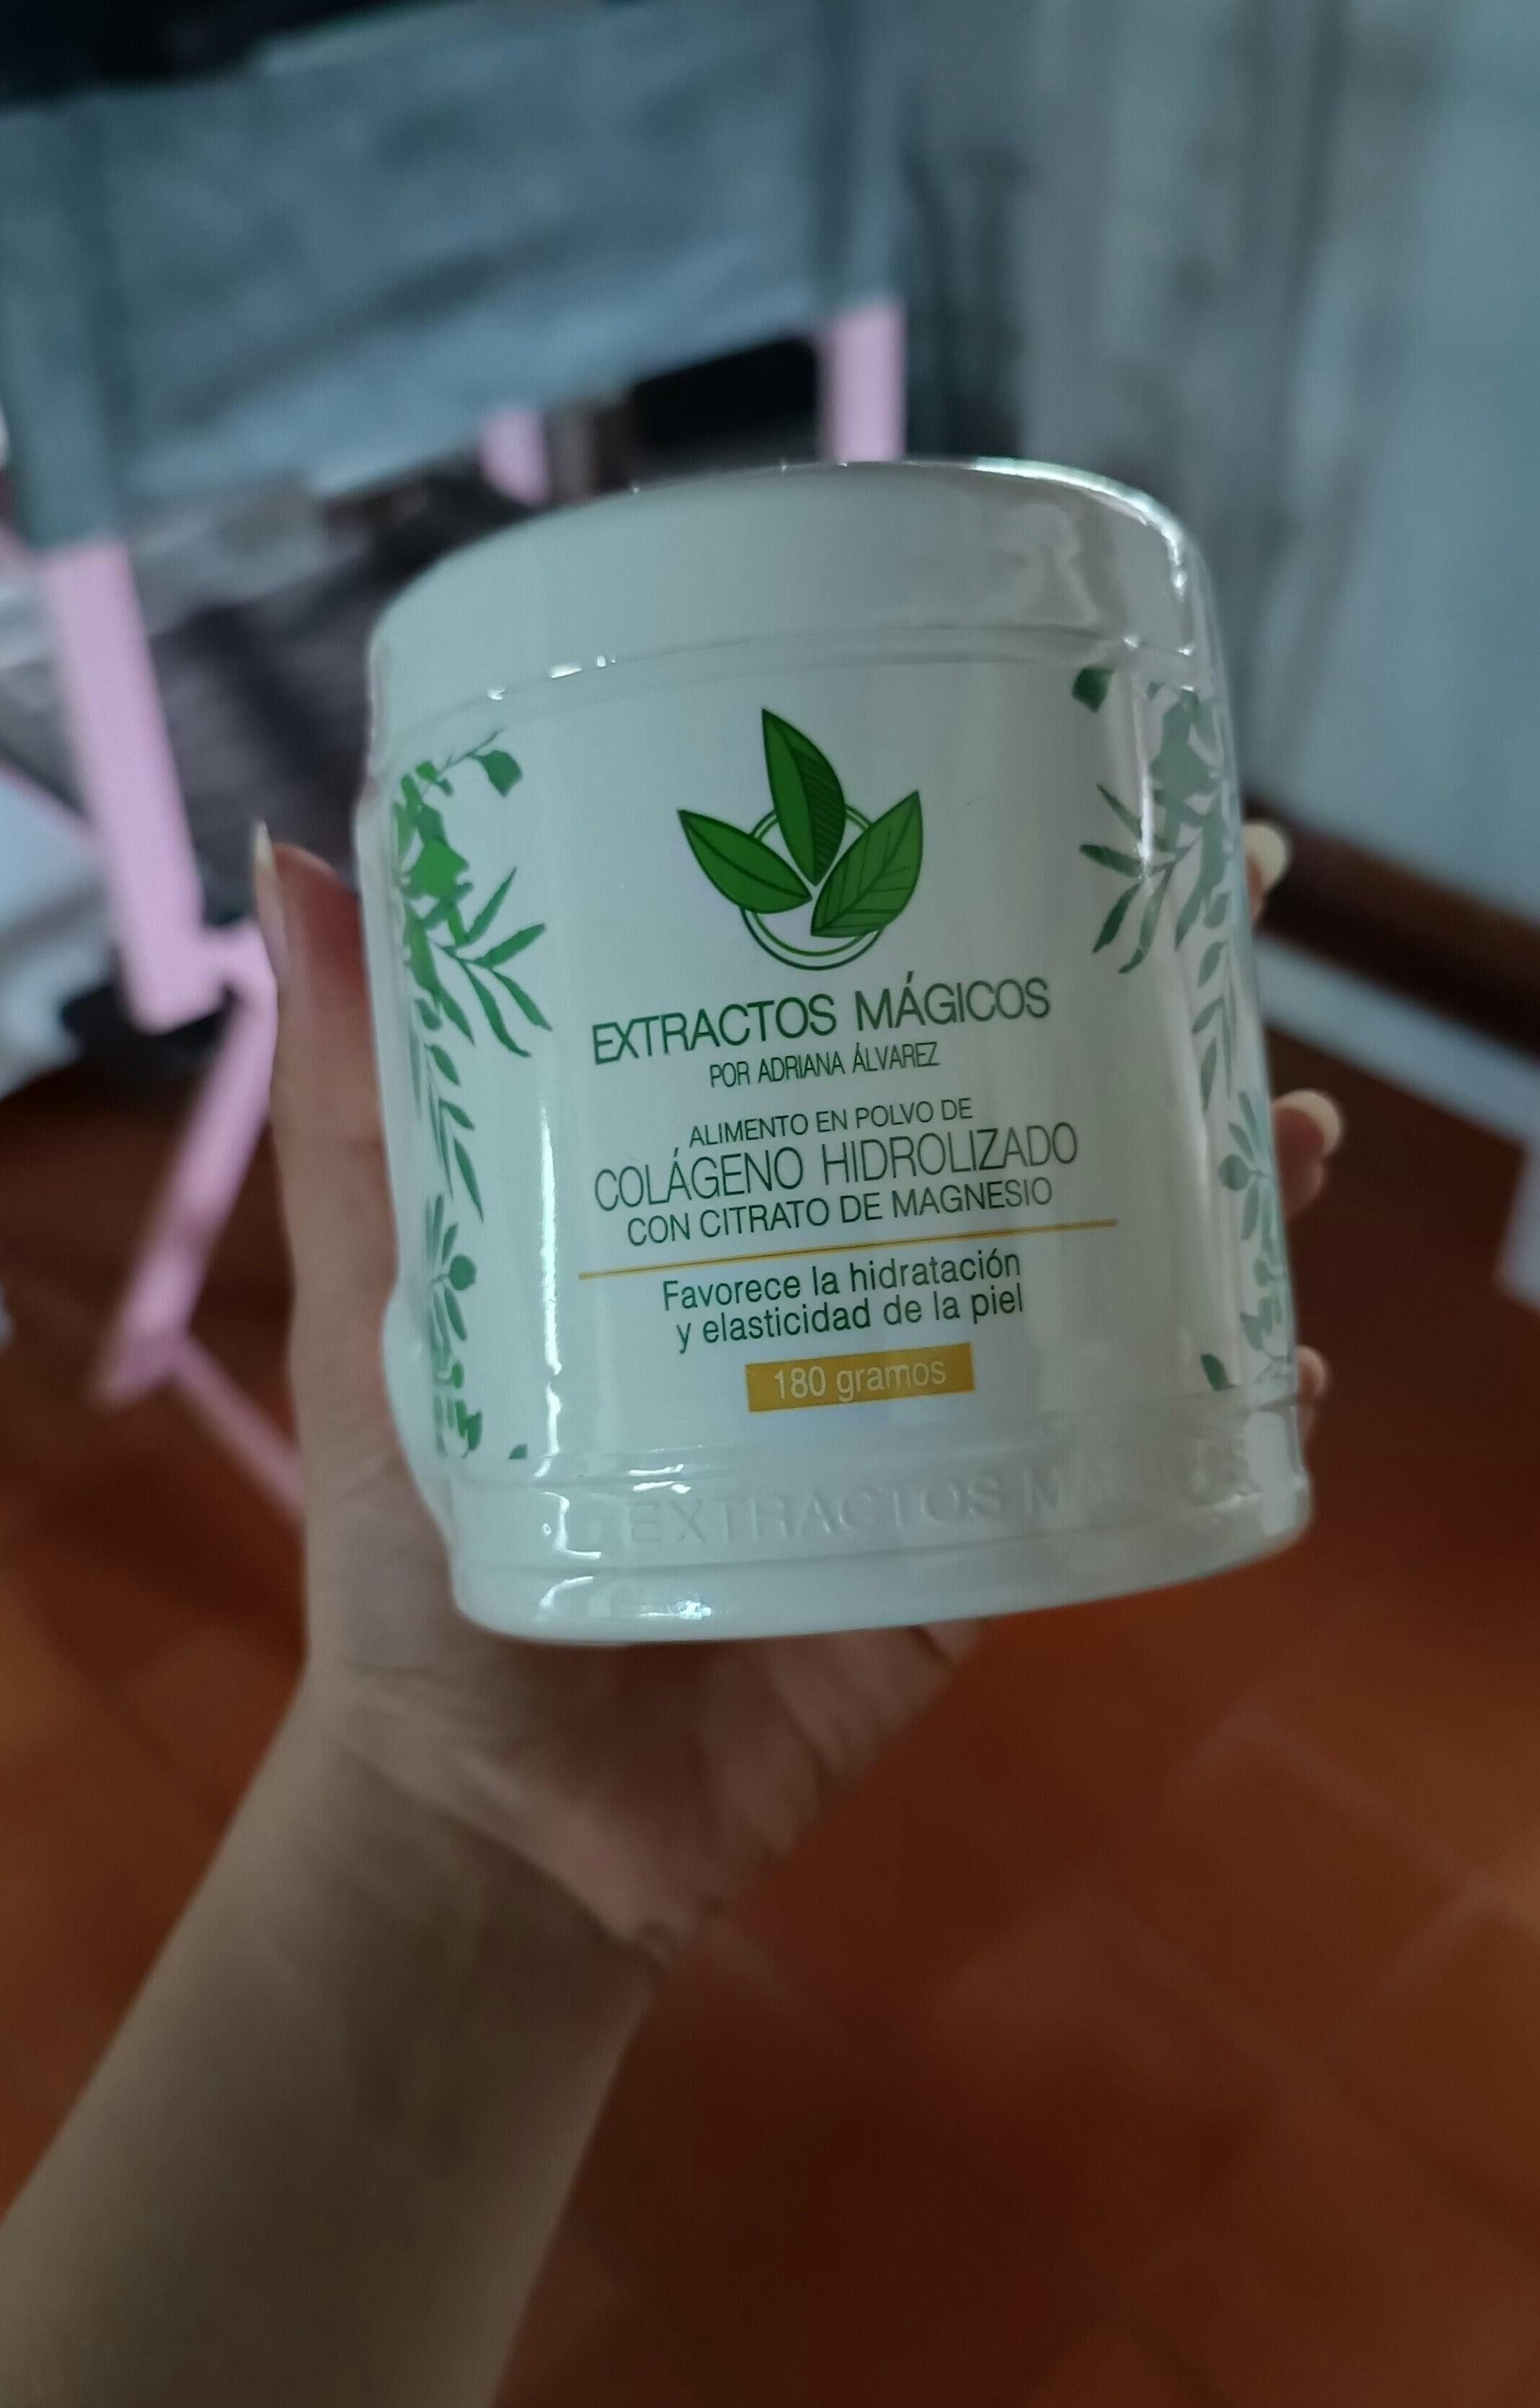 EXTRACTOS MÁGICOS
POR ADRIANA ÁLVAREZ
ALIMENTO EN POLVO DE
COLÁGENO HIDROLIZADO
CON CITRATO DE MAGNESIO
Favorece la hidratación
y elasticidad de la piel
180 gramos
EXTRACTOS